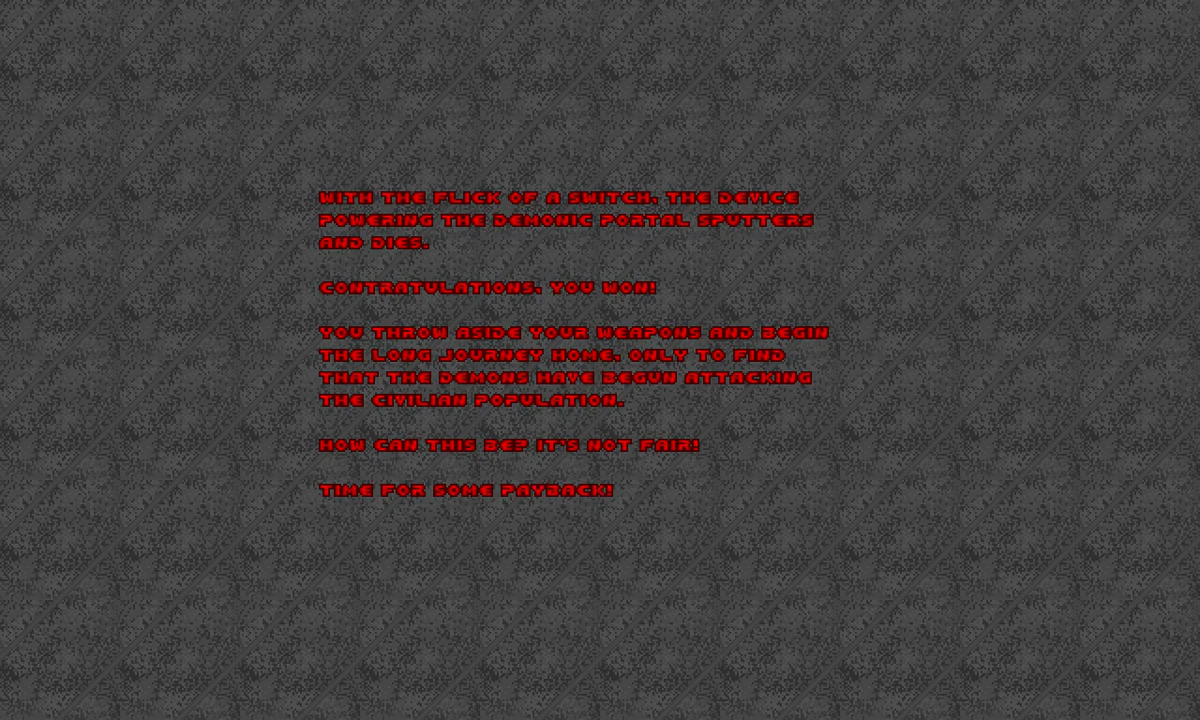 WITH THE FLICK OF A SWITCH, THE DEVICE
POWERING THE DEMONIC PORTAL SPUTTERS
AND DIES.
CONTRATULATIONS, YOU WON!
YOU THROW ASIDE YOUR WEAPONS AND BEGIN
THE LONG JOURNEY HOME, ONLY TO FIND
THAT THE DEMONS HAVE BEGUN ATTACKING
THE CIVILIAN POPULATION.
HOW CAN THIS BE? IT'S NOT FAIR!
TIME FOR SOME PAYBACK!